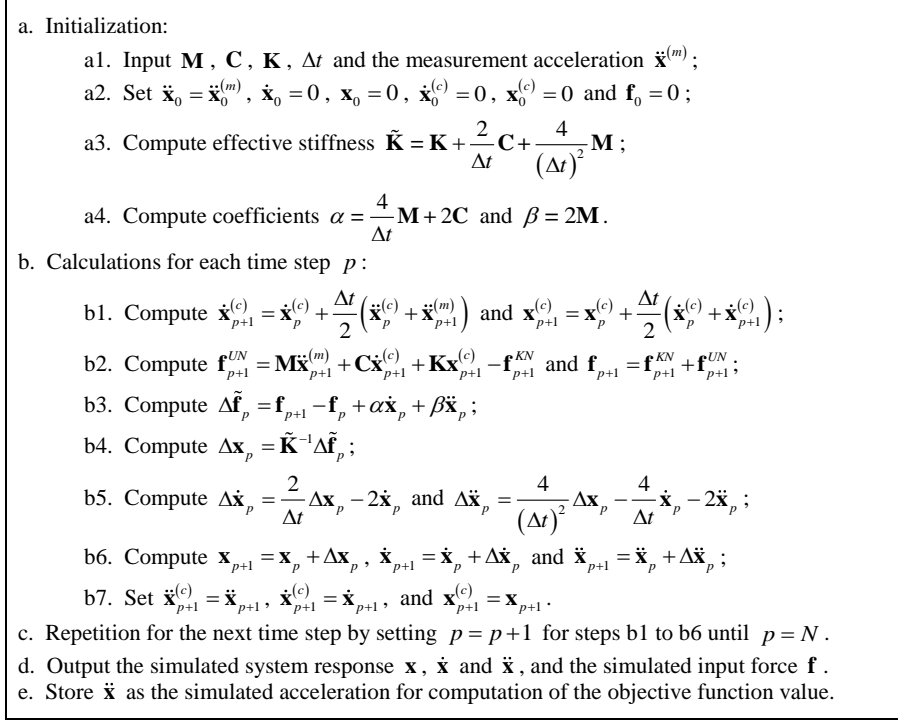 a. Initialization:
a1. Input M , C , K , Δt and the measurement acceleration ẍ^(m) ;
a2. Set ẍ_0 = ẍ_0^(m) , ẋ_0 = 0 , x_0 = 0 , ẋ_0^(c) = 0 , x_0^(c) = 0 and f_0 = 0 ;
a3. Compute effective stiffness K̃ = K + 2/Δt C + 4/(Δt)^2 M ;
a4. Compute coefficients α = 4/Δt M + 2C and β = 2M .
b. Calculations for each time step p :
b1. Compute ẋ_{p+1}^(c) = ẋ_p^(c) + Δt/2 (ẍ_p^(c) + ẍ_{p+1}^(m)) and x_{p+1}^(c) = x_p^(c) + Δt/2 (ẋ_p^(c) + ẋ_{p+1}^(c)) ;
b2. Compute f_{p+1}^{UN} = Mẍ_{p+1}^(m) + Cẋ_{p+1}^(c) + Kx_{p+1}^(c) − f_{p+1}^{KN} and f_{p+1} = f_{p+1}^{KN} + f_{p+1}^{UN} ;
b3. Compute Δf̃_p = f_{p+1} − f_p + αẋ_p + βẍ_p ;
b4. Compute Δx_p = K̃^{−1}Δf̃_p ;
b5. Compute Δẋ_p = 2/Δt Δx_p − 2ẋ_p and Δẍ_p = 4/(Δt)^2 Δx_p − 4/Δt ẋ_p − 2ẍ_p ;
b6. Compute x_{p+1} = x_p + Δx_p , ẋ_{p+1} = ẋ_p + Δẋ_p and ẍ_{p+1} = ẍ_p + Δẍ_p ;
b7. Set ẍ_{p+1}^(c) = ẍ_{p+1} , ẋ_{p+1}^(c) = ẋ_{p+1} , and x_{p+1}^(c) = x_{p+1} .
c. Repetition for the next time step by setting p = p+1 for steps b1 to b6 until p = N .
d. Output the simulated system response x , ẋ and ẍ , and the simulated input force f .
e. Store ẍ as the simulated acceleration for computation of the objective function value.